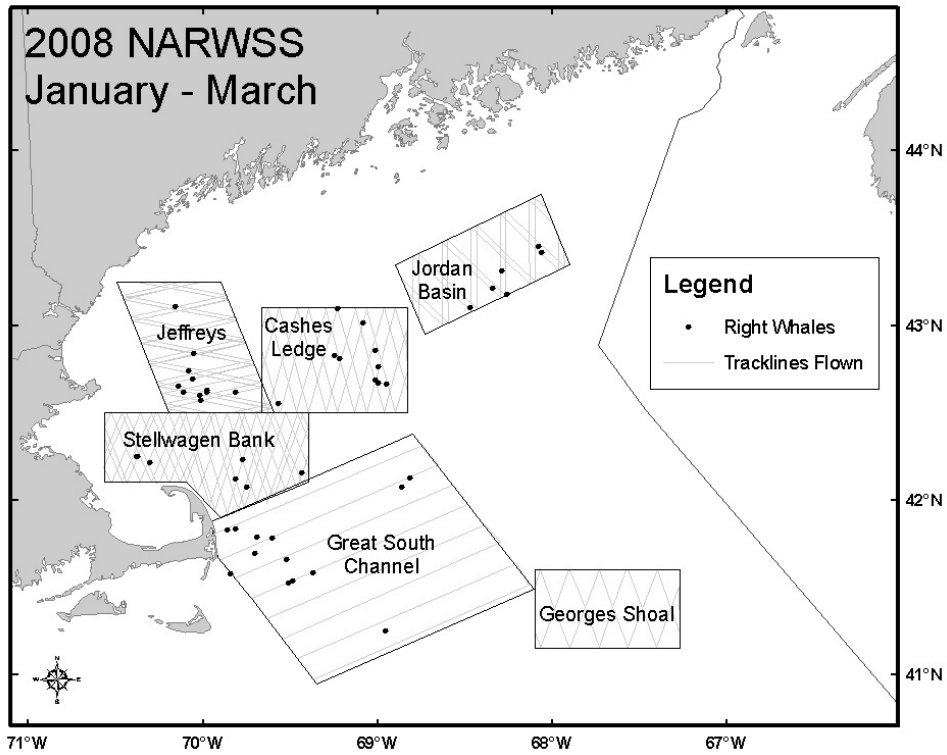 2008 NARWSS
January - March
44°N
Jordan
Basin
Legend
Right Whales
Tracklines Flown
43°N
Jeffreys
Cashes
Ledge
Stellwagen Bank
42°N
Great South
Channel
Georges Shoal
N
W E
S
41°N
71°W 70°W 69°W 68°W 67°W